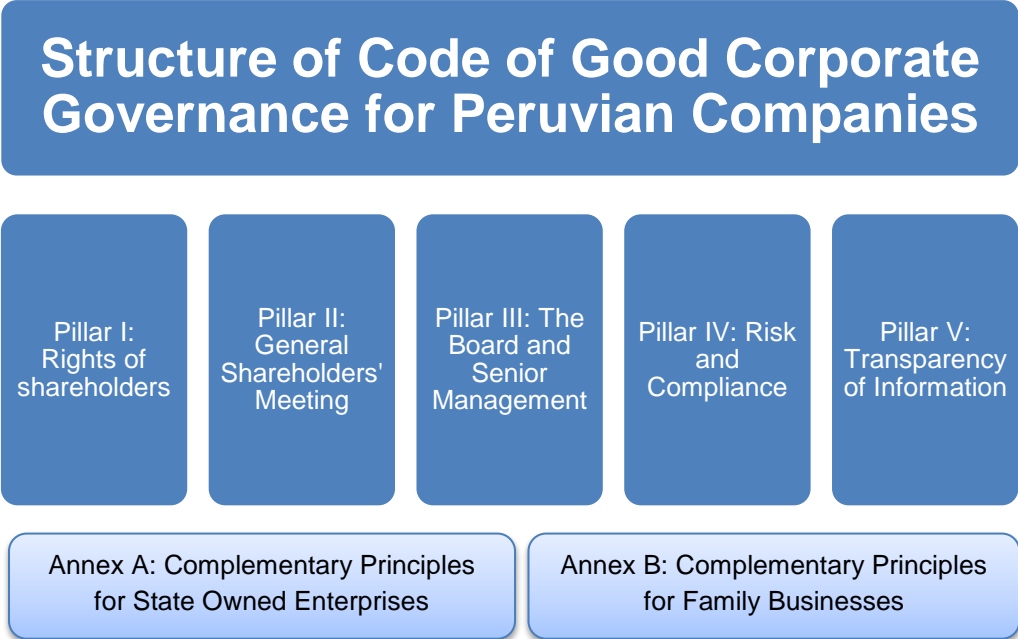 Structure of Code of Good Corporate
Governance for Peruvian Companies
Pillar I:
Rights of
shareholders
Pillar II:
General
Shareholders'
Meeting
Pillar III: The
Board and
Senior
Management
Pillar IV: Risk
and
Compliance
Pillar V:
Transparency
of Information
Annex A: Complementary Principles
for State Owned Enterprises
Annex B: Complementary Principles
for Family Businesses